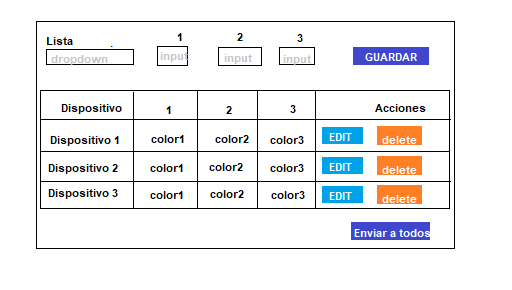 Lista 1 2 3
dropdown input input input GUARDAR
Dispositivo 1 2 3 Acciones
Dispositivo 1 color1 color2 color3 EDIT delete
Dispositivo 2 color1 color2 color3 EDIT delete
Dispositivo 3 color1 color2 color3 EDIT delete
Enviar a todos